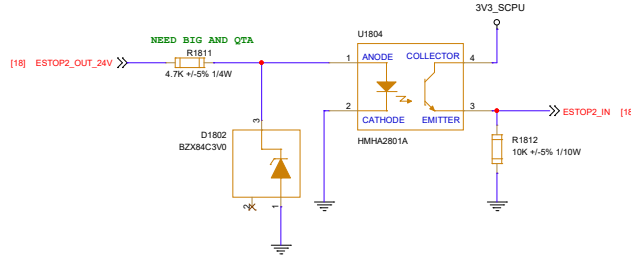 3V3_SCPU
NEED BIG AND QTA
U1804
R1811
[18] ESTOP2_OUT_24V
1 ANODE COLLECTOR 4
4.7K +/-5% 1/4W
2 3
CATHODE EMITTER
ESTOP2_IN [18
3
D1802
HMHA2801A
R1812
BZX84C3V0
10K +/-5% 1/10W
2 1